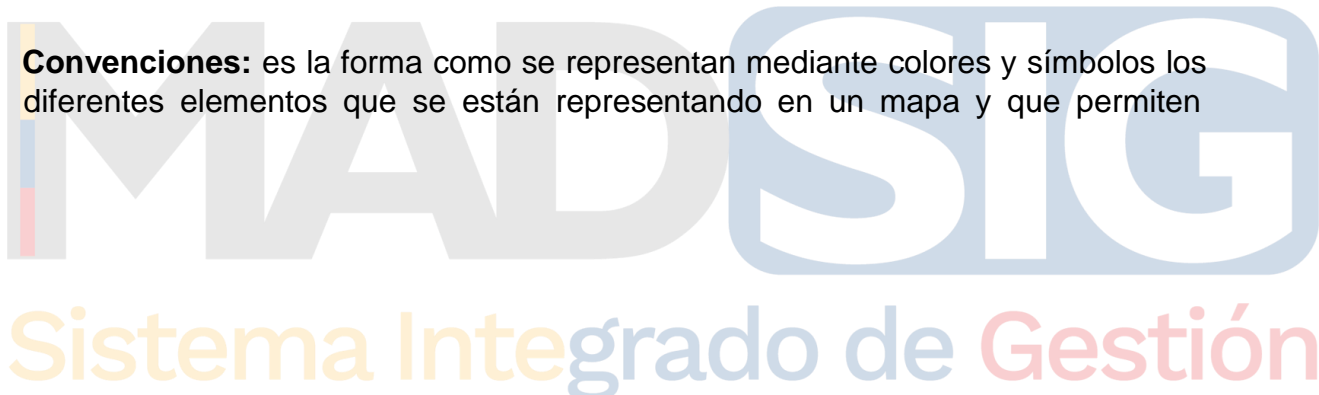 Convenciones: es la forma como se representan mediante colores y símbolos los
diferentes elementos que se están representando en un mapa y que permiten
MADSIG
Sistema Integrado de Gestión